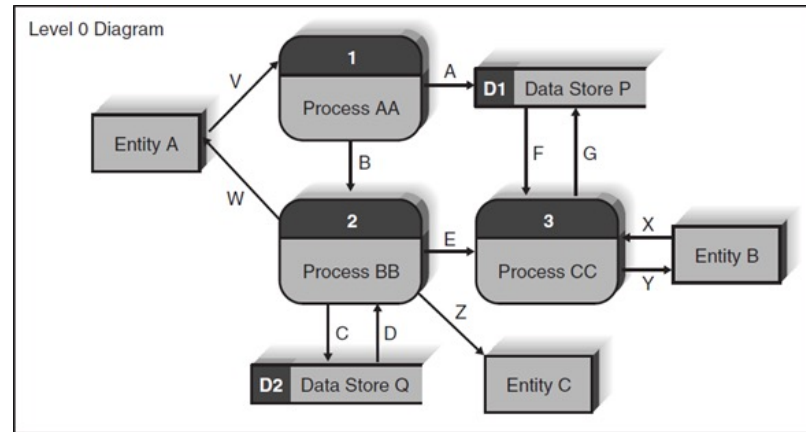 Level 0 Diagram
1
Process AA
V
A
D1 Data Store P
Entity A
B
F
G
W
2
Process BB
E
3
Process CC
X
Y
Entity B
C
D
Z
D2 Data Store Q
Entity C